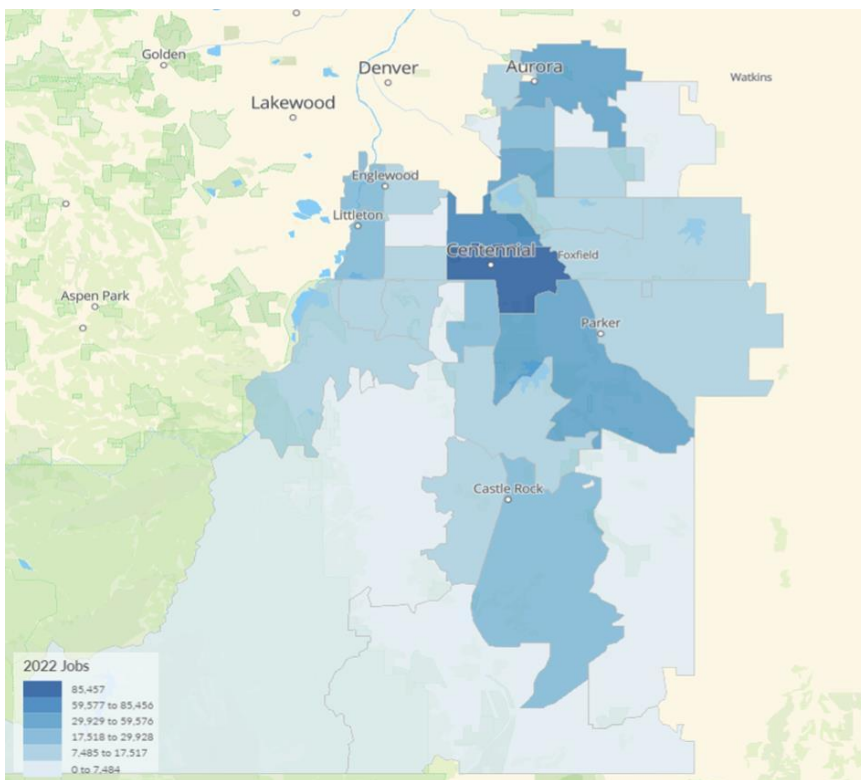 Golden
Denver
Aurora
Watkins
Lakewood
Englewood
Littleton
Centennial
Foxfield
Aspen Park
Parker
Castle Rock
2022 Jobs
85,457
59,577 to 85,456
29,929 to 59,576
17,518 to 29,928
7,485 to 17,517
0 to 7,484